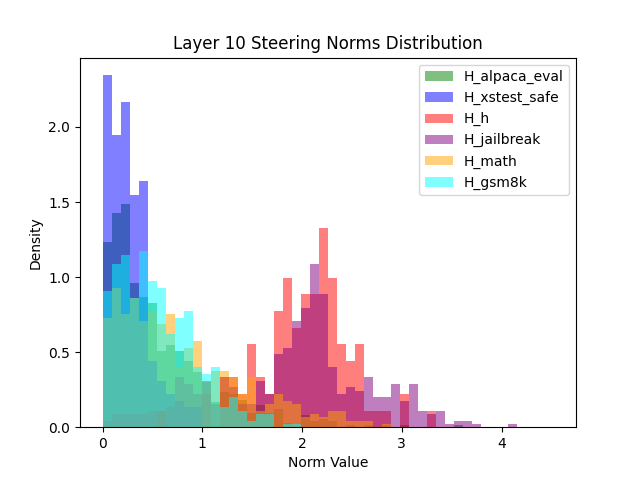 Layer 10 Steering Norms Distribution
H_alpaca_eval
H_xstest_safe
H_h
H_jailbreak
H_math
H_gsm8k
2.0
1.5
1.0
0.5
0.0
Density
0 1 2 3 4
Norm Value